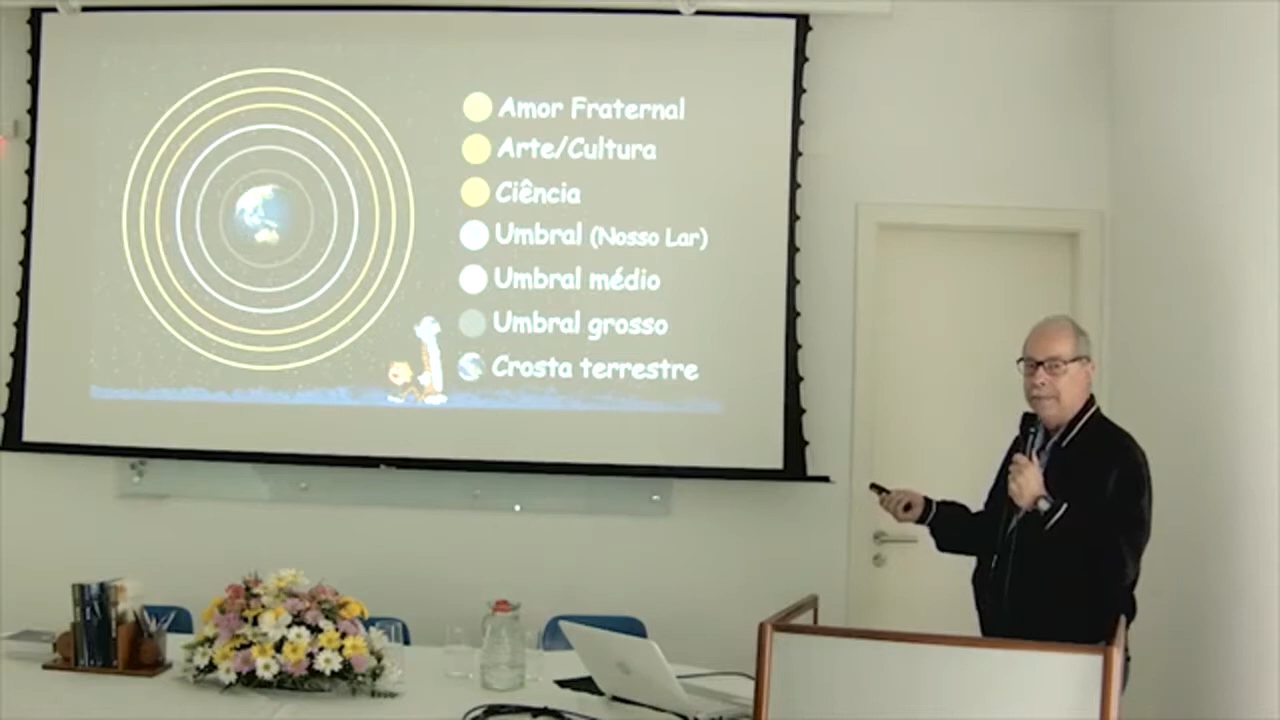 Amor Fraternal
Arte/Cultura
Ciência
Umbral (Nosso Lar)
Umbral médio
Umbral grosso
Crosta terrestre